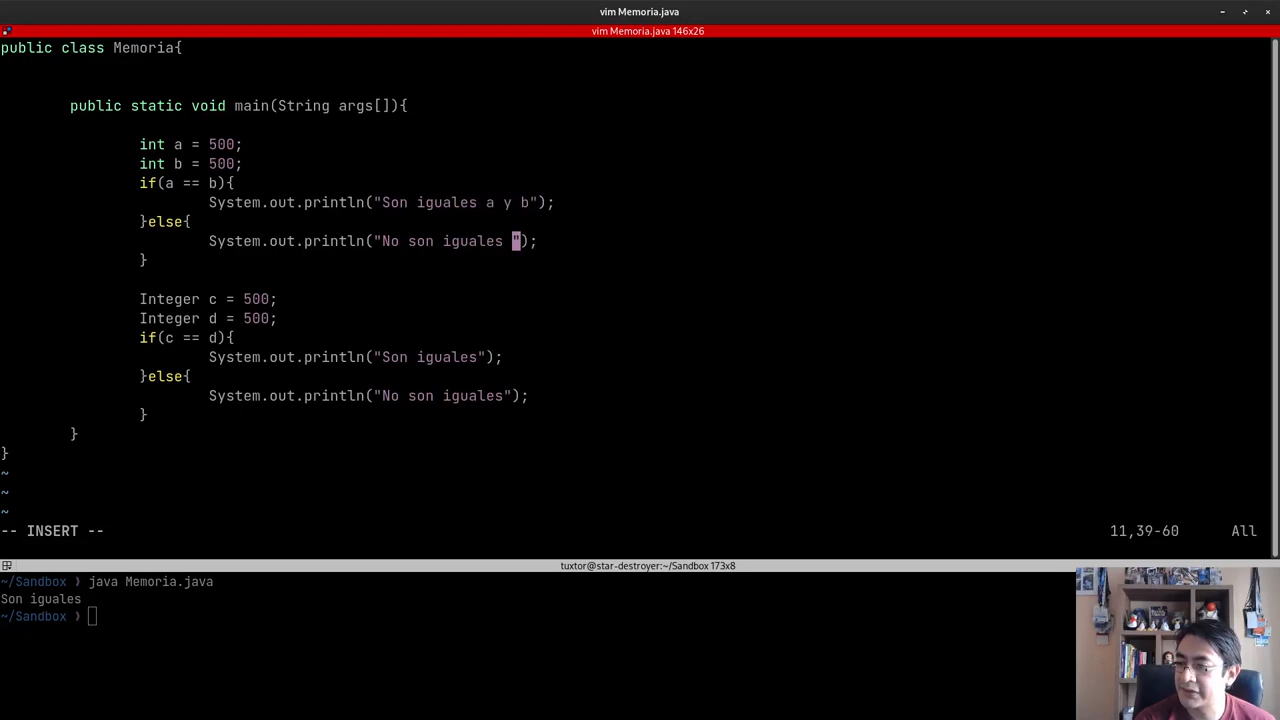 vim Memoria.java
vim Memoria.java 146x26
public class Memoria{
public static void main(String args[]){
int a = 500;
int b = 500;
if(a == b){
System.out.println("Son iguales a y b");
}else{
System.out.println("No son iguales ");
}
Integer c = 500;
Integer d = 500;
if(c == d){
System.out.println("Son iguales");
}else{
System.out.println("No son iguales");
}
}
}
~
~
~
-- INSERT -- 11,39-60 All
tuxtor@star-destroyer:~/Sandbox 173x8
~/Sandbox ❯ java Memoria.java
Son iguales
~/Sandbox ❯